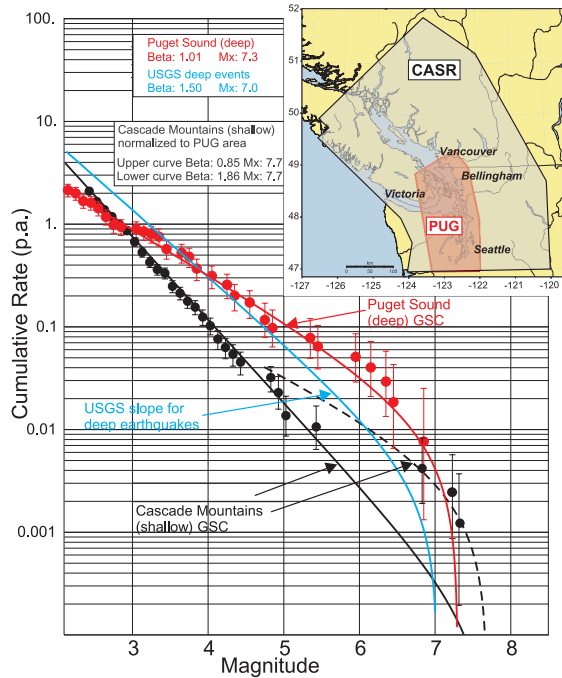 100.
10.
1.
0.1
0.01
0.001
Cumulative Rate (p.a.)
Puget Sound (deep)
Beta: 1.01 Mx: 7.3
USGS deep events
Beta: 1.50 Mx: 7.0
Cascade Mountains (shallow)
normalized to PUG area
Upper curve Beta: 0.85 Mx: 7.7
Lower curve Beta: 1,86 Mx: 7.7
52
51
50
49
48
47
CASR
Vancouver
Bellingham
Victoria
PUG
Seattle
km
0
50
100
-127
-126
-125
-124
-123
-122
-121
-120
Puget Sound
(deep) GSC
USGS slope for
deep earthquakes
Cascade Mountains
(shallow) GSC
3
4
5
6
7
8
Magnitude